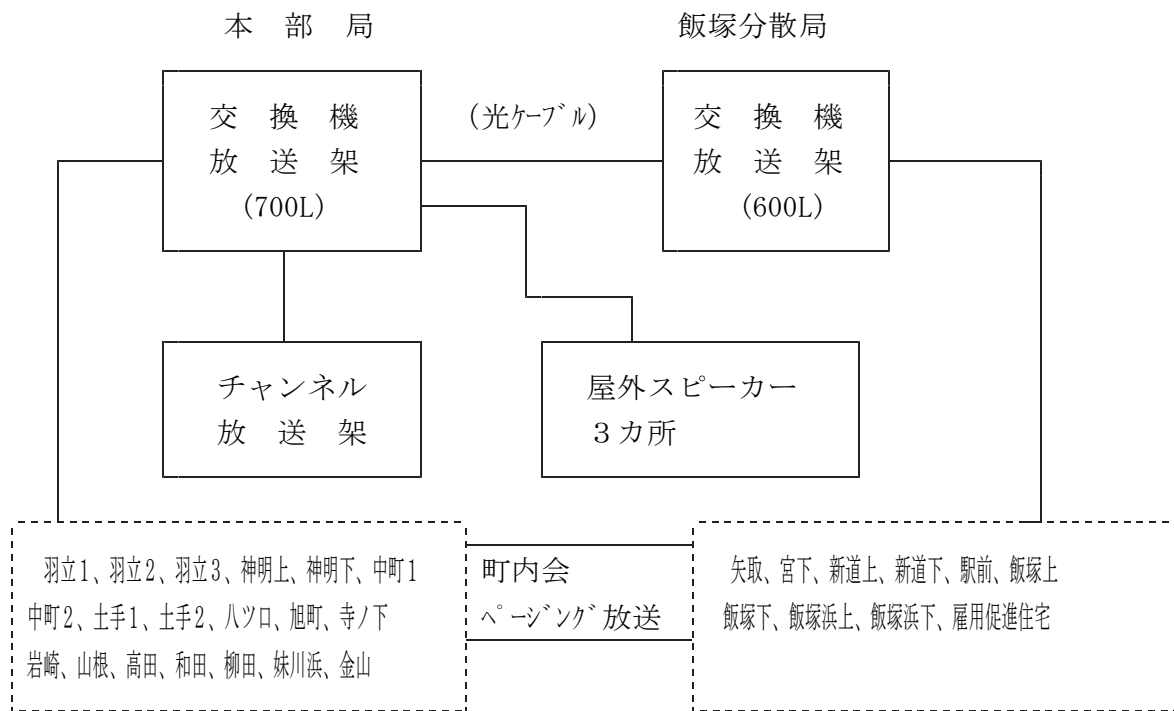 本　部　局
飯塚分散局
交　換　機
放　送　架
(700L)
(光ｹｰﾌﾞﾙ)
交　換　機
放　送　架
(600L)
チャンネル
放　送　架
屋外スピーカー
３カ所
羽立1、羽立2、羽立3、神明上、神明下、中町1
中町2、土手1、土手2、八ツ口、旭町、寺ノ下
岩崎、山根、高田、和田、柳田、妹川浜、金山
町内会
ﾍﾟｰｼﾞﾝｸﾞ放送
矢取、宮下、新道上、新道下、駅前、飯塚上
飯塚下、飯塚浜上、飯塚浜下、雇用促進住宅